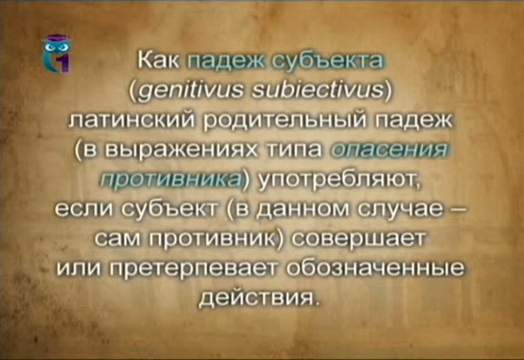 Как падеж субъекта
(genitivus subiectivus)
латинский родительный падеж
(в выражениях типа опасения
противника) употребляют,
если субъект (в данном случае –
сам противник) совершает
или претерпевает обозначенные
действия.